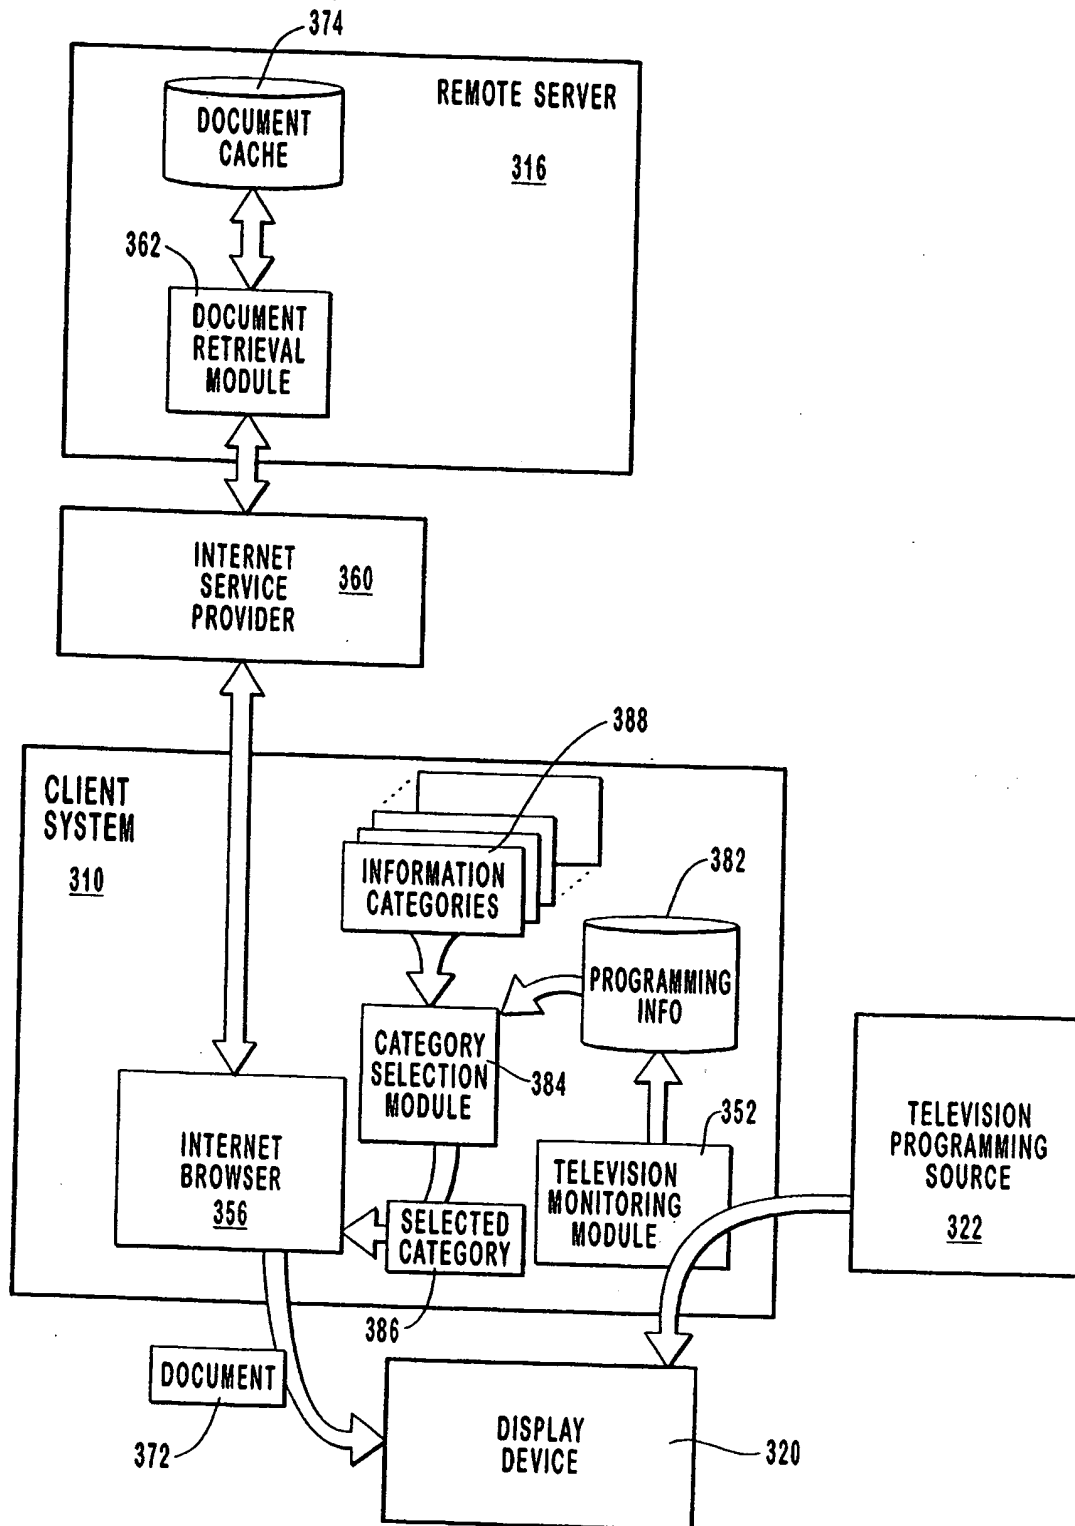 374
REMOTE SERVER
316
DOCUMENT
CACHE
362
DOCUMENT
RETRIEVAL
MODULE
INTERNET
SERVICE
PROVIDER
360
388
CLIENT
SYSTEM
310
INFORMATION
CATEGORIES
382
PROGRAMMING
INFO
CATEGORY
SELECTION
MODULE
384
352
TELEVISION
PROGRAMMING
SOURCE
322
INTERNET
BROWSER
356
TELEVISION
MONITORING
MODULE
SELECTED
CATEGORY
386
DOCUMENT
372
DISPLAY
DEVICE
320